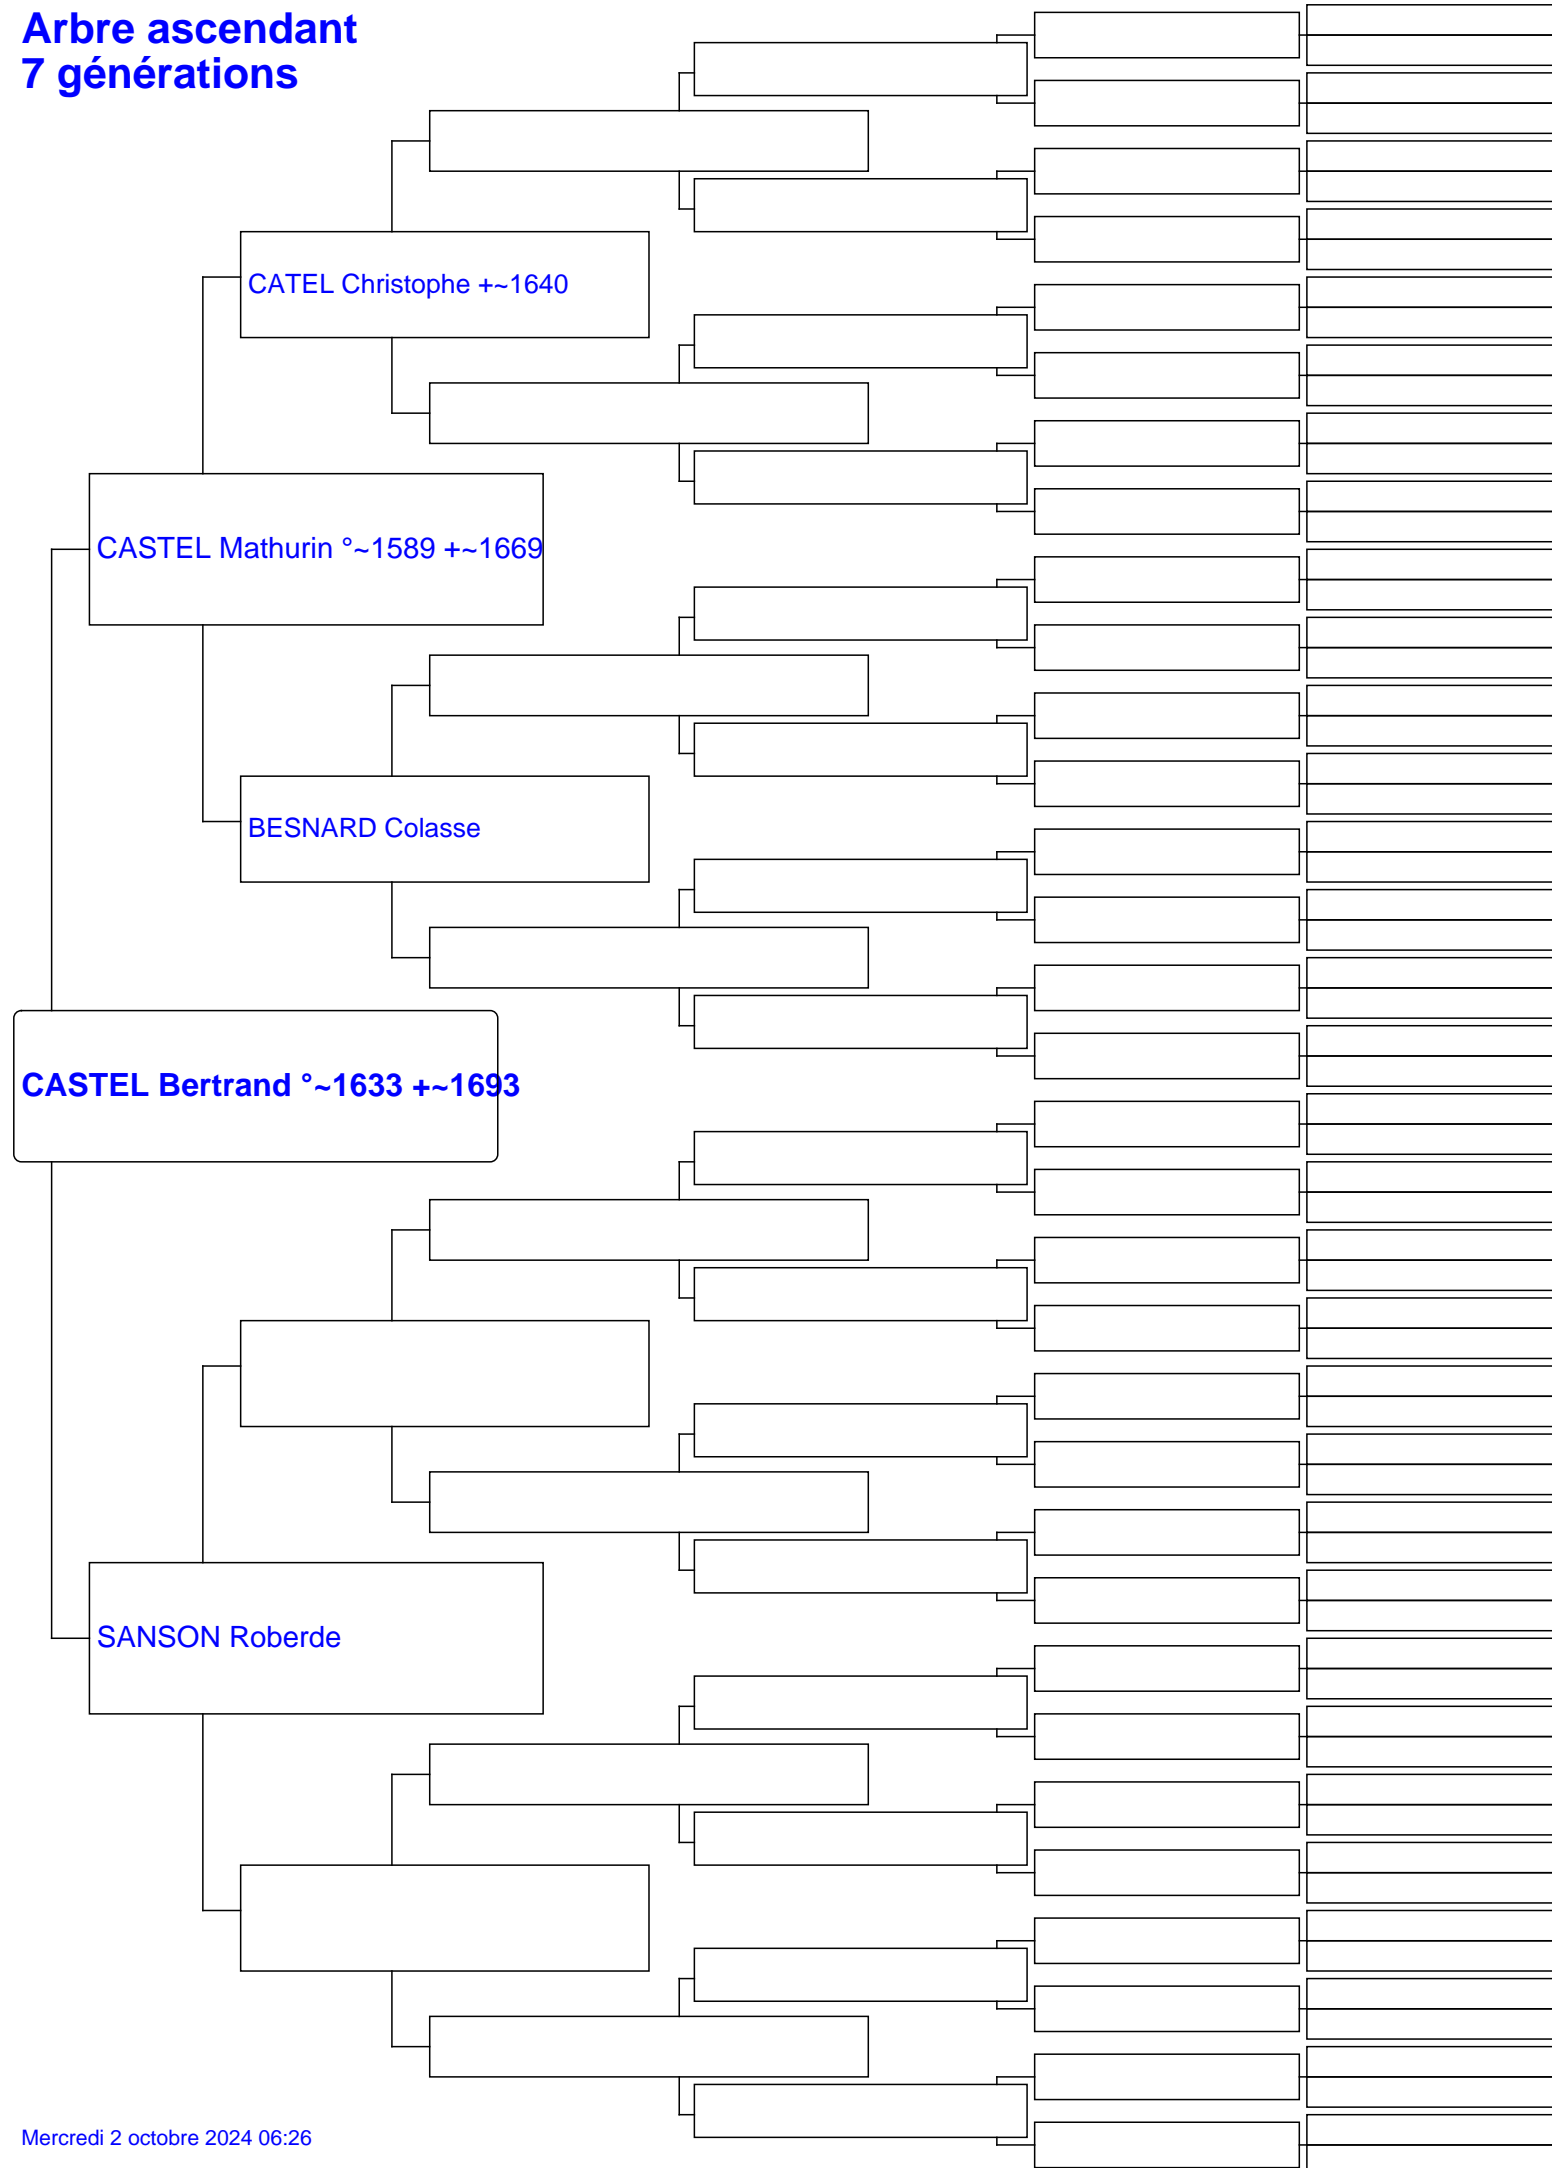 Arbre ascendant
7 générations
CATEL Christophe +~1640
CASTEL Mathurin °~1589 +~1669
BESNARD Colasse
CASTEL Bertrand °~1633 +~1693
SANSON Roberde
Mercredi 2 octobre 2024 06:26